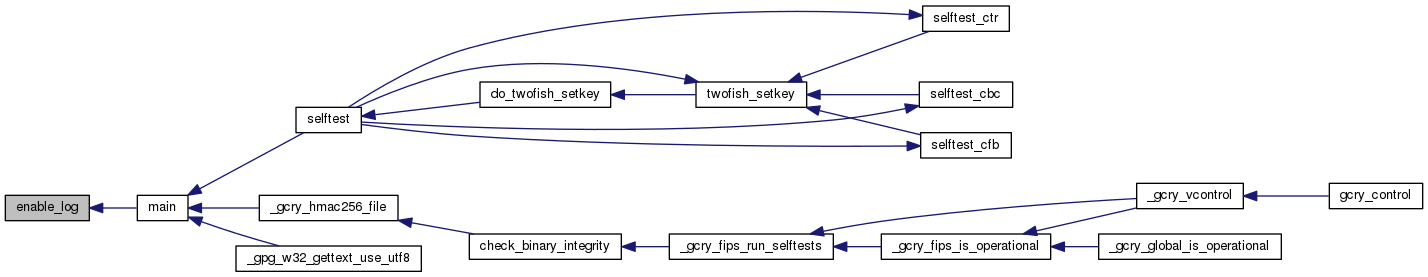 selftest_ctr
do_twofish_setkey
twofish_setkey
selftest_cbc
selftest
selftest_cfb
enable_log
main
_gcry_hmac256_file
_gcry_vcontrol
gcry_control
_gpg_w32_gettext_use_utf8
check_binary_integrity
_gcry_fips_run_selftests
_gcry_fips_is_operational
_gcry_global_is_operational